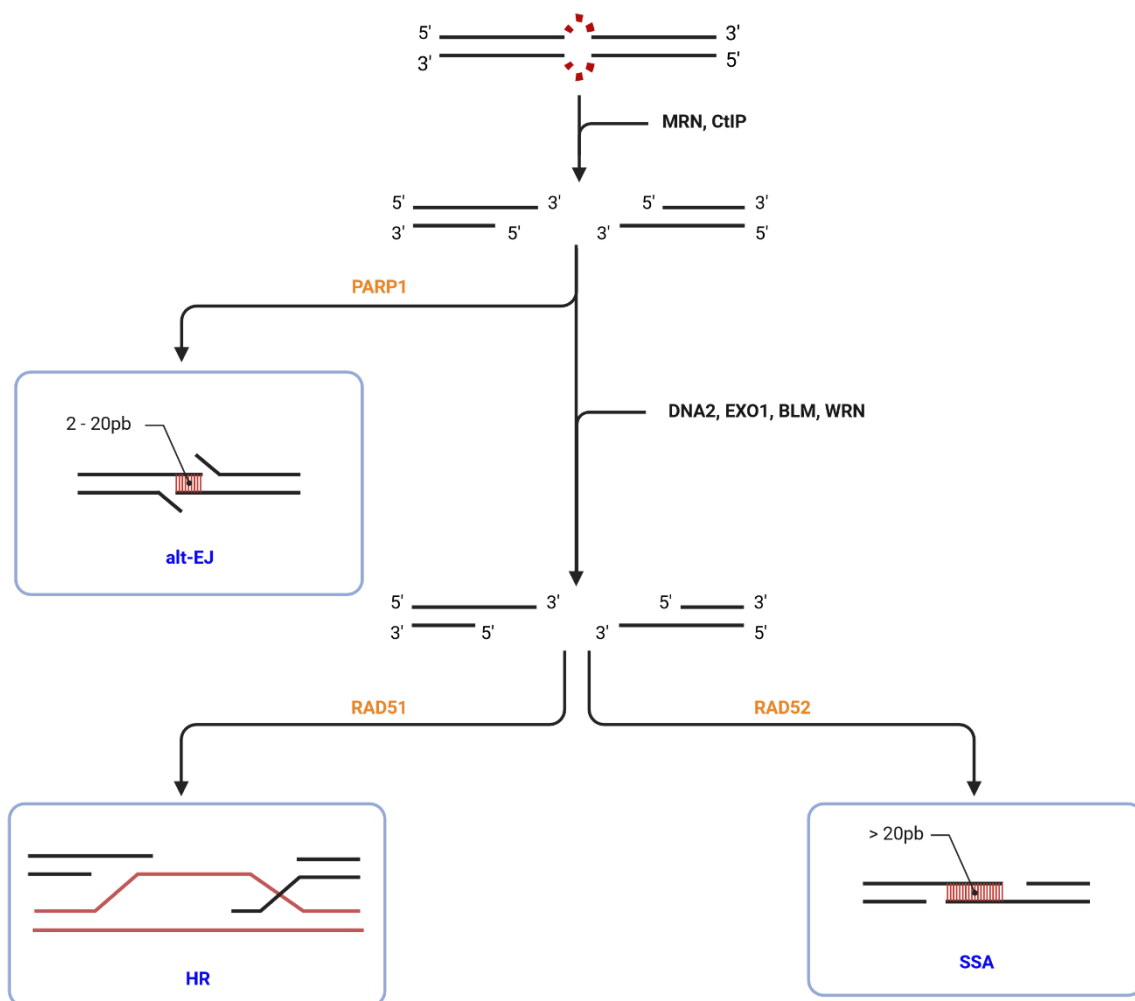 5' 3'
3' 5'
MRN, CtIP
5' 3' 5' 3'
3' 5' 3' 5'
PARP1
2 - 20pb
alt-EJ
DNA2, EXO1, BLM, WRN
5' 3' 5' 3'
3' 5' 3' 5'
RAD51 RAD52
HR
> 20pb
SSA